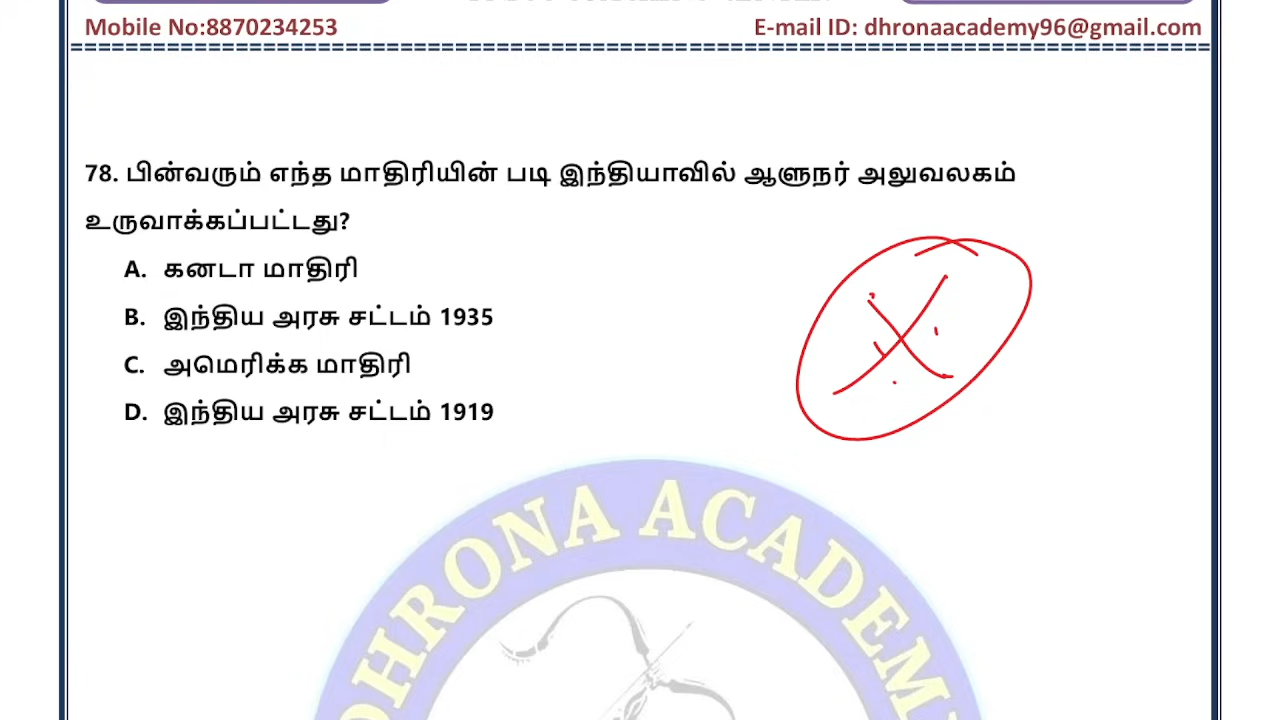 Mobile No:8870234253
E-mail ID: dhronaacademy96@gmail.com
78. பின்வரும் எந்த மாதிரியின் படி இந்தியாவில் ஆளுநர் அலுவலகம்
உருவாக்கப்பட்டது?
A. கனடா மாதிரி
B. இந்திய அரசு சட்டம் 1935
C. அமெரிக்க மாதிரி
D. இந்திய அரசு சட்டம் 1919
DHRONA ACADEMY